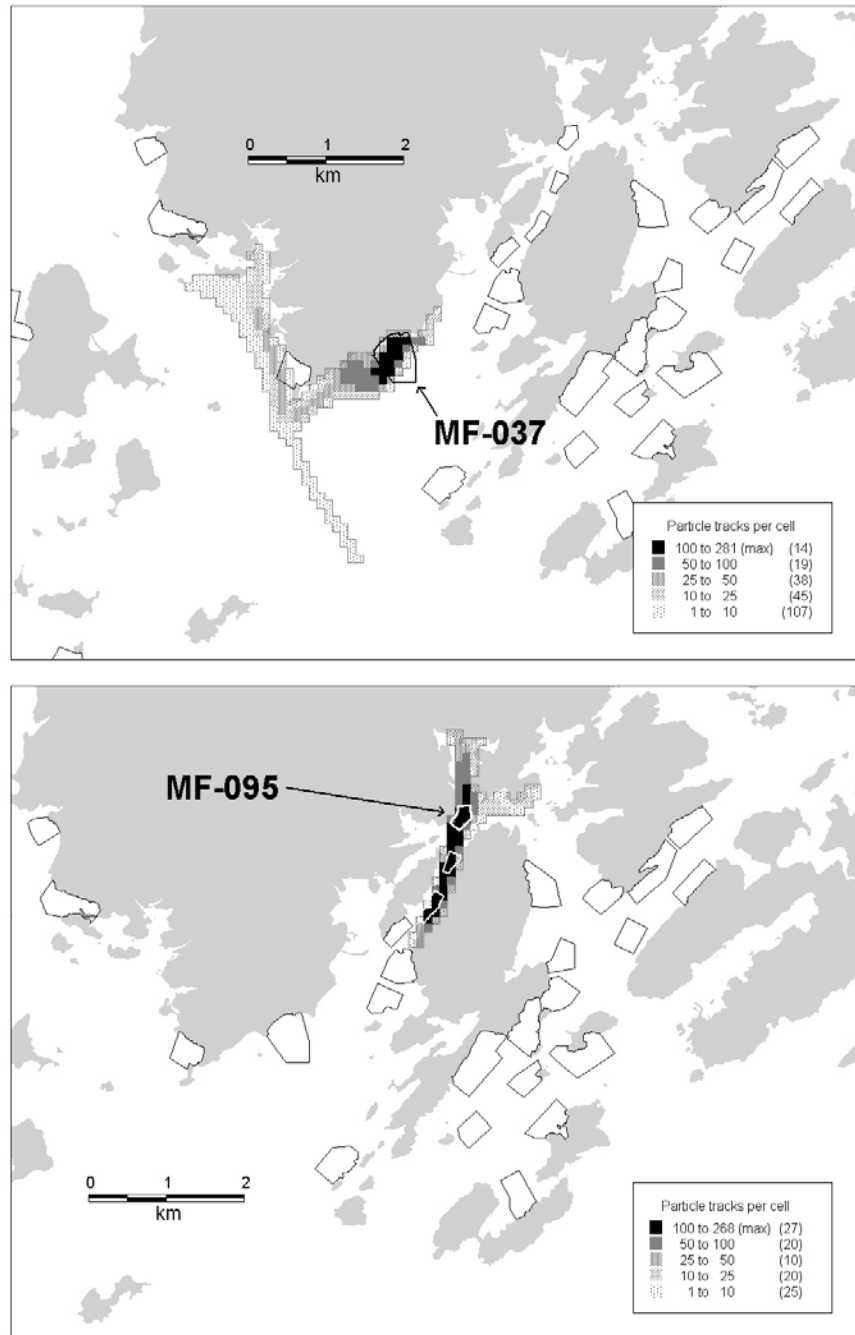 0 1 2
km
MF-037
Particle tracks per cell
100 to 281 (max) (14)
50 to 100 (19)
25 to 50 (38)
10 to 25 (45)
1 to 10 (107)
MF-095
0 1 2
km
Particle tracks per cell
100 to 268 (max) (27)
50 to 100 (20)
25 to 50 (10)
10 to 25 (20)
1 to 10 (25)